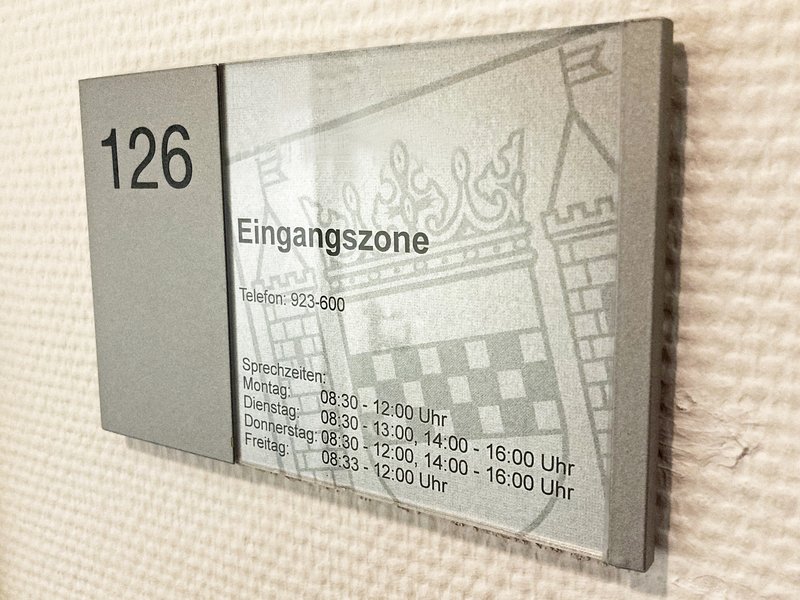 126
Eingangszone
Telefon: 923-600
Sprechzeiten:
Montag: 08:30 - 12:00 Uhr
Dienstag: 08:30 - 13:00, 14:00 - 16:00 Uhr
Donnerstag: 08:30 - 12:00, 14:00 - 16:00 Uhr
Freitag: 08:33 - 12:00 Uhr